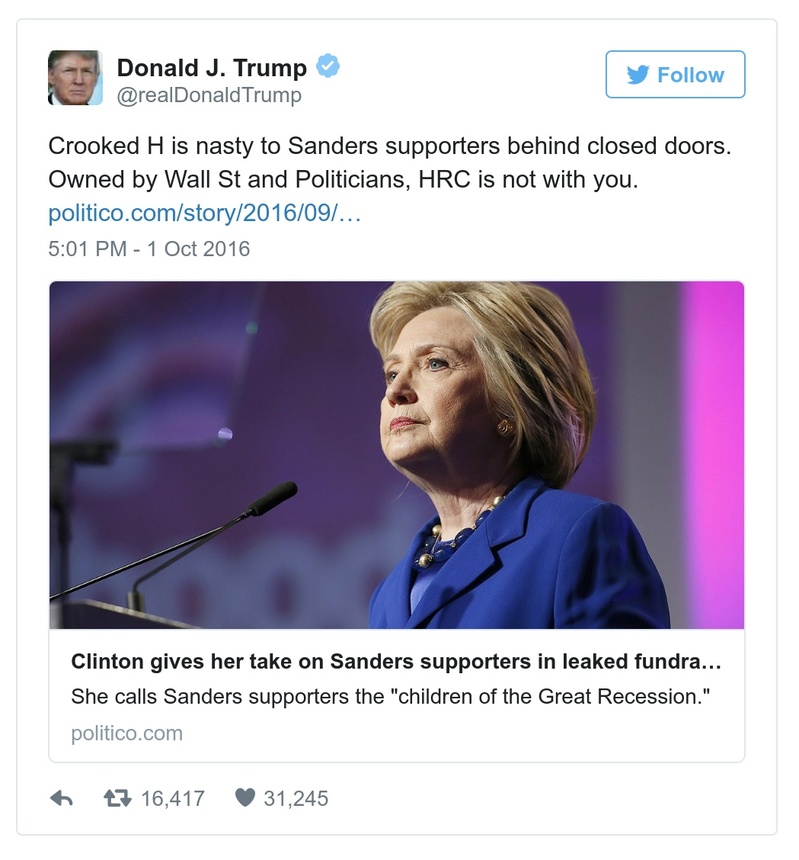 Donald J. Trump
@realDonaldTrump
Follow
Crooked H is nasty to Sanders supporters behind closed doors.
Owned by Wall St and Politicians, HRC is not with you.
politico.com/story/2016/09/…
5:01 PM - 1 Oct 2016
Clinton gives her take on Sanders supporters in leaked fundra…
She calls Sanders supporters the "children of the Great Recession."
politico.com
16,417 31,245